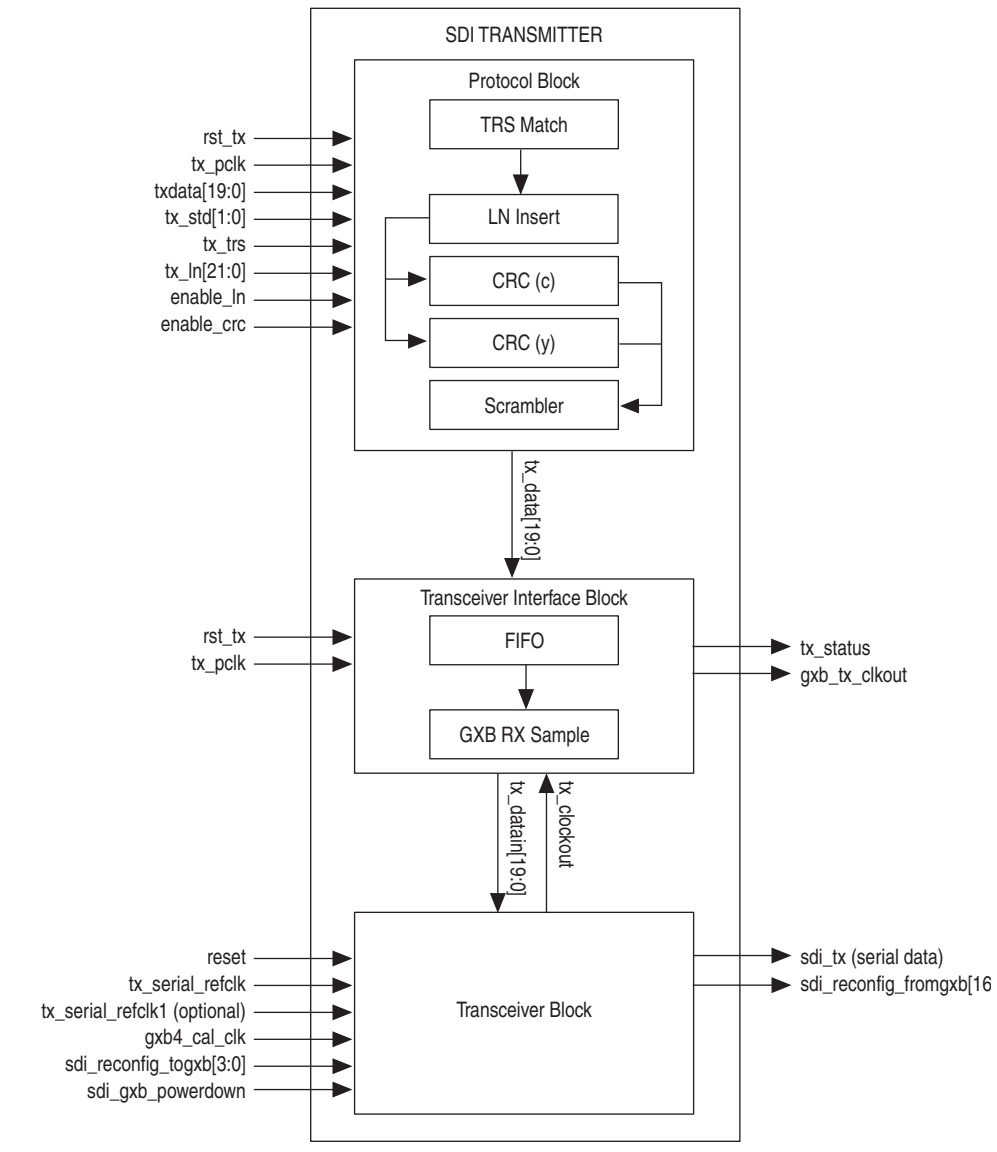 SDI TRANSMITTER
Protocol Block
TRS Match
rst_tx
tx_pclk
txdata[19:0]
tx_std[1:0]
tx_trs
tx_ln[21:0]
enable_ln
enable_crc
LN Insert
CRC (c)
CRC (y)
Scrambler
tx_data[19:0]
Transceiver Interface Block
rst_tx
tx_pclk
FIFO
GXB RX Sample
tx_status
gxb_tx_clkout
tx_datain[19:0]
tx_clockout
reset
tx_serial_refclk
tx_serial_refclk1 (optional)
gxb4_cal_clk
sdi_reconfig_togxb[3:0]
sdi_gxb_powerdown
Transceiver Block
sdi_tx (serial data)
sdi_reconfig_fromgxb[16